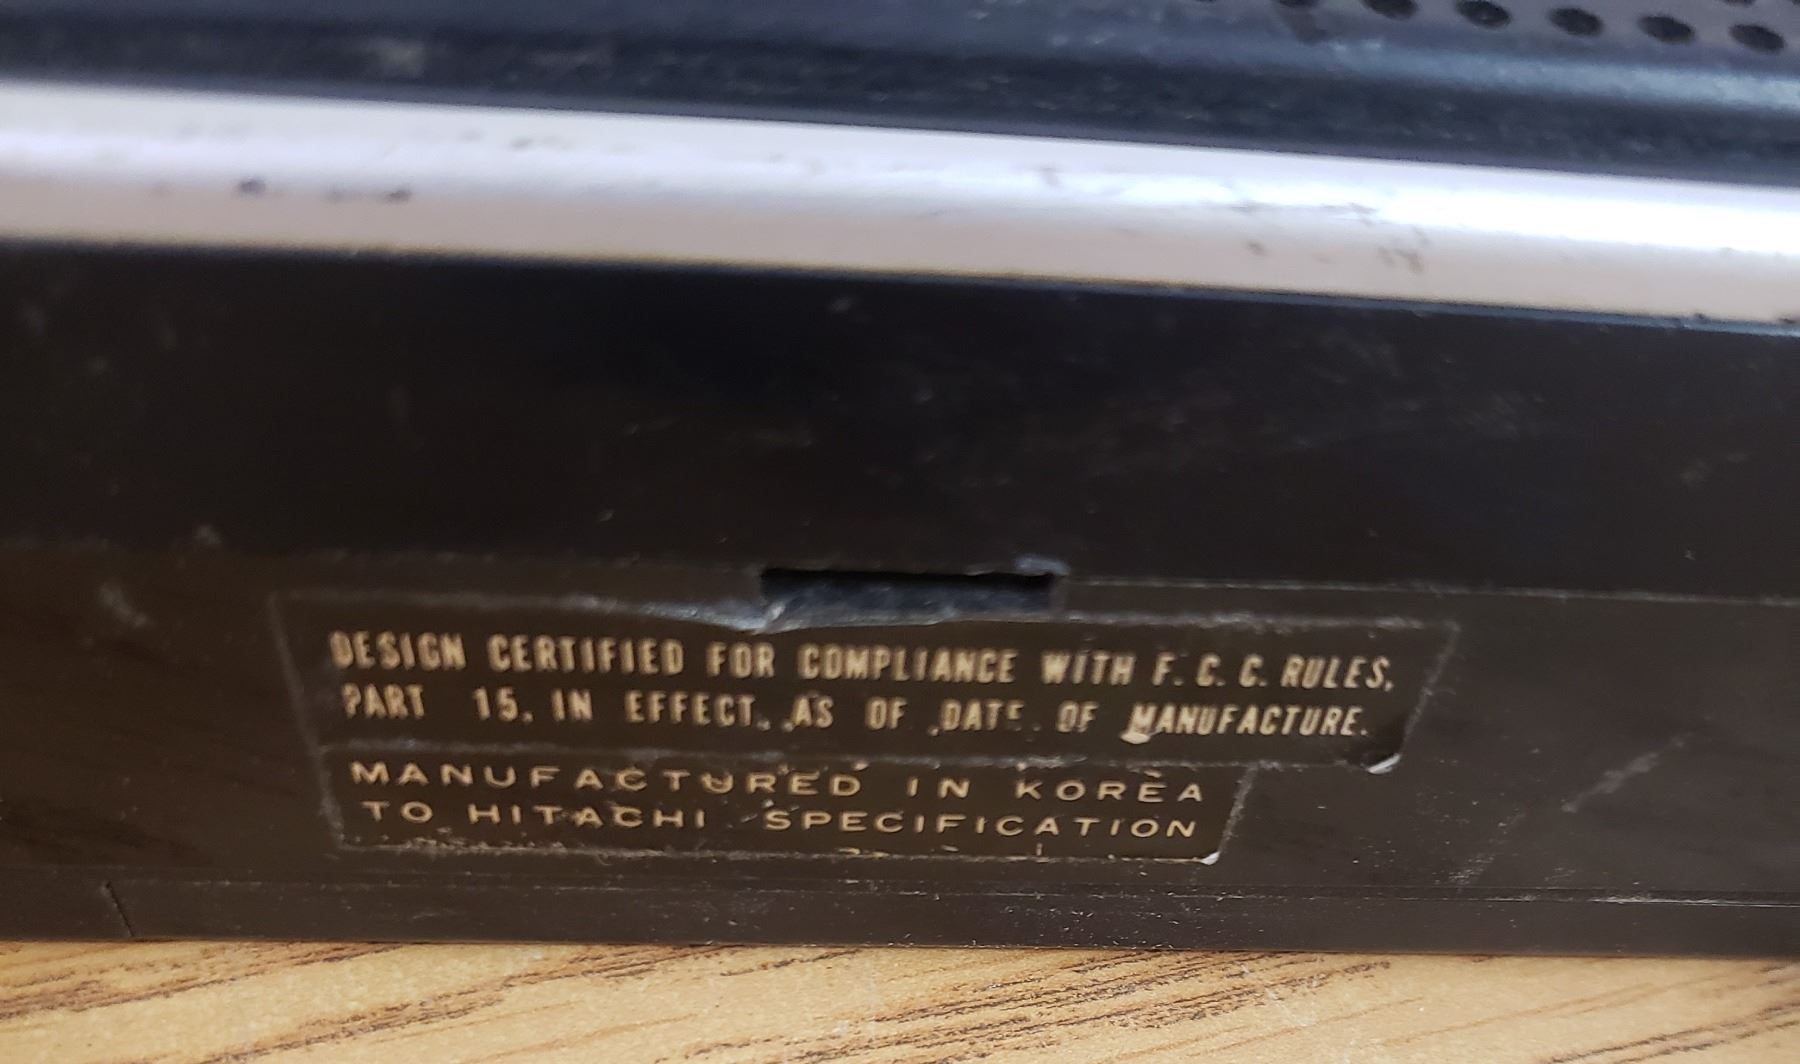 DESIGN CERTIFIED FOR COMPLIANCE WITH F. C. C. RULES,
PART 15. IN EFFECT. AS OF DATE OF MANUFACTURE.
MANUFACTURED IN KOREA
TO HITACHI SPECIFICATION